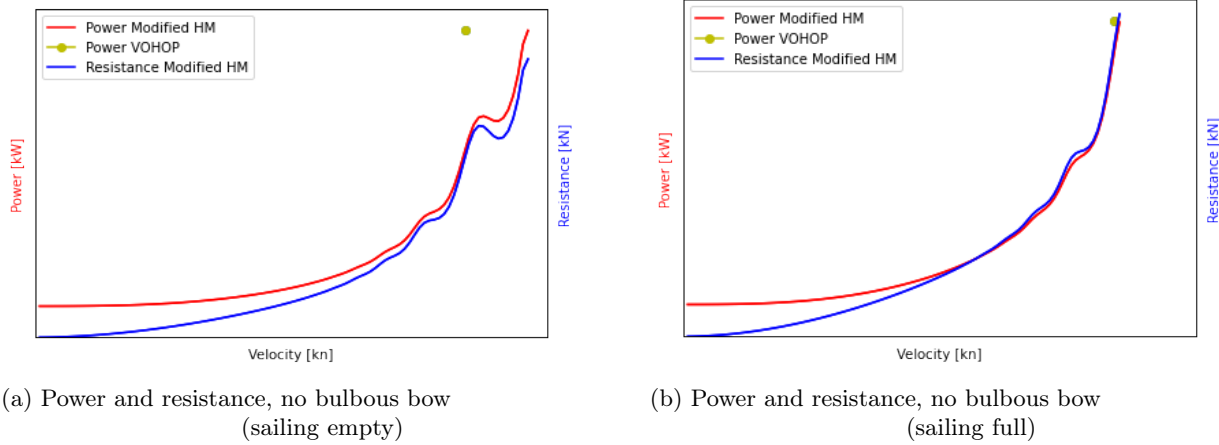 Power Modified HM
Power VOHOP
Resistance Modified HM
Power [kW]
Resistance [kN]
Velocity [kn]
(a) Power and resistance, no bulbous bow
(sailing empty)
Power Modified HM
Power VOHOP
Resistance Modified HM
Power [kW]
Resistance [kN]
Velocity [kn]
(b) Power and resistance, no bulbous bow
(sailing full)